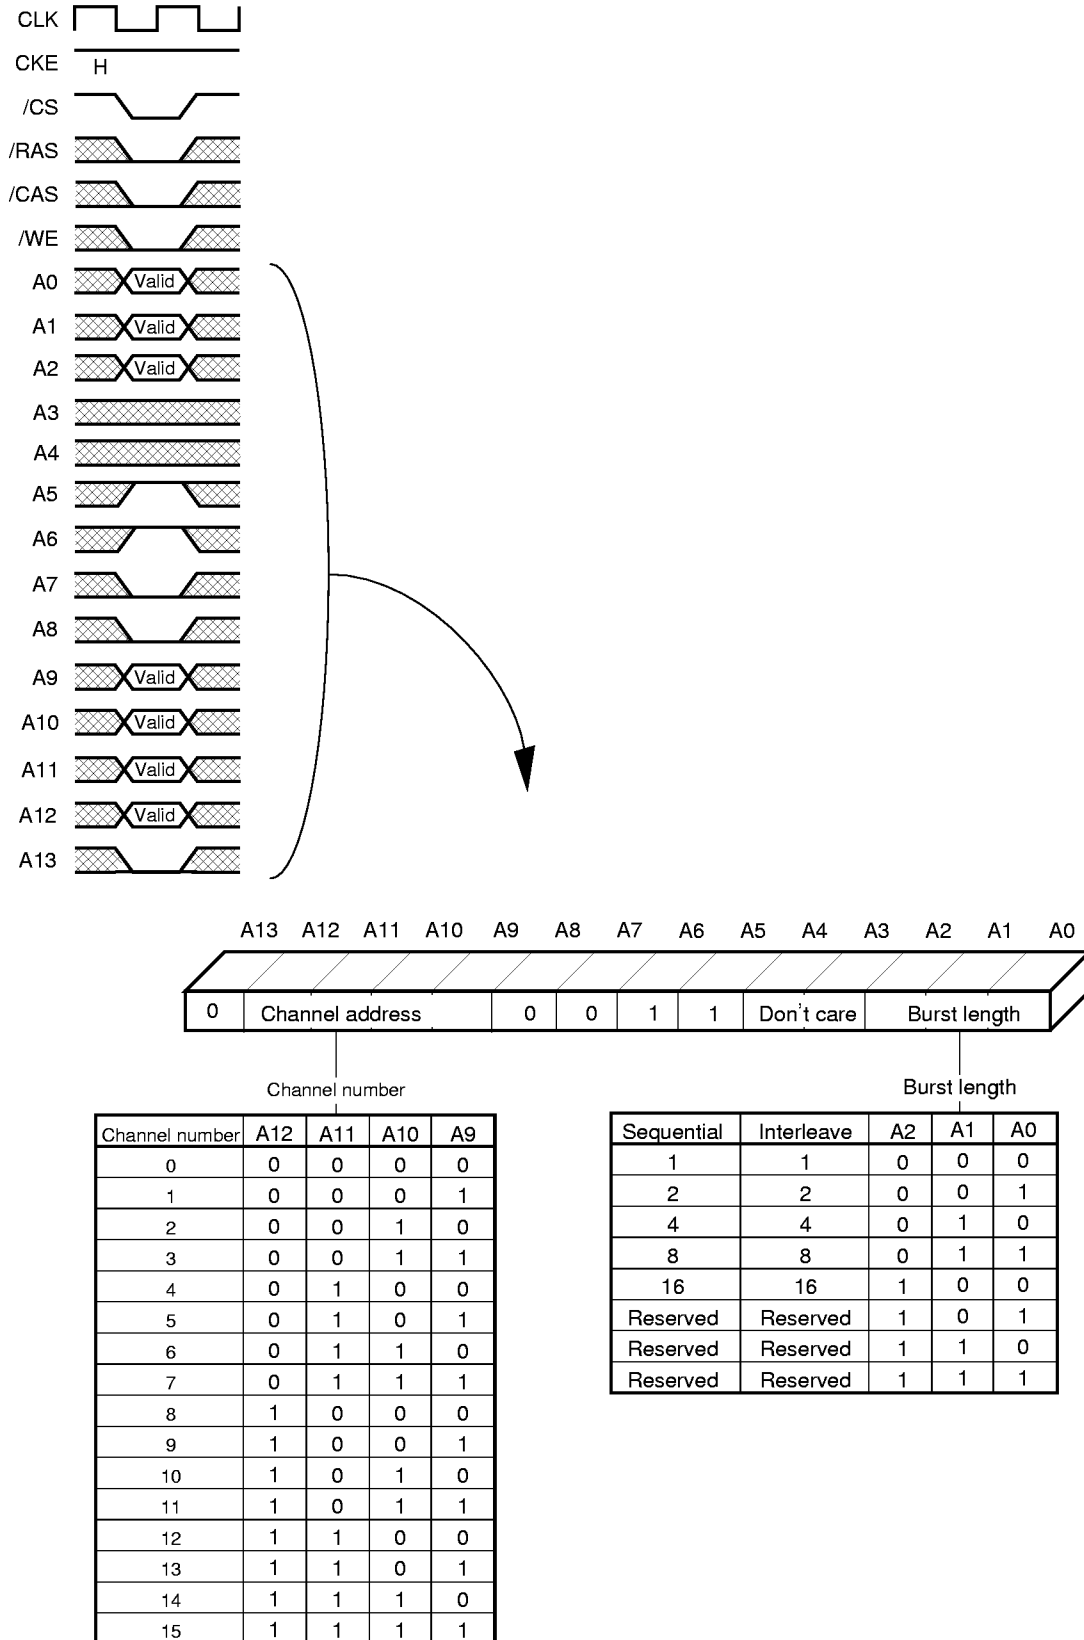 CLK
CKE H
/CS
/RAS
/CAS
/WE
A0 Valid
A1 Valid
A2 Valid
A3
A4
A5
A6
A7
A8
A9 Valid
A10 Valid
A11 Valid
A12 Valid
A13
A13 A12 A11 A10 A9 A8 A7 A6 A5 A4 A3 A2 A1 A0
0 Channel address 0 0 1 1 Don't care Burst length
Channel number
Channel number A12 A11 A10 A9
0 0 0 0 0
1 0 0 0 1
2 0 0 1 0
3 0 0 1 1
4 0 1 0 0
5 0 1 0 1
6 0 1 1 0
7 0 1 1 1
8 1 0 0 0
9 1 0 0 1
10 1 0 1 0
11 1 0 1 1
12 1 1 0 0
13 1 1 0 1
14 1 1 1 0
15 1 1 1 1
Burst length
Sequential Interleave A2 A1 A0
1 1 0 0 0
2 2 0 0 1
4 4 0 1 0
8 8 0 1 1
16 16 1 0 0
Reserved Reserved 1 0 1
Reserved Reserved 1 1 0
Reserved Reserved 1 1 1